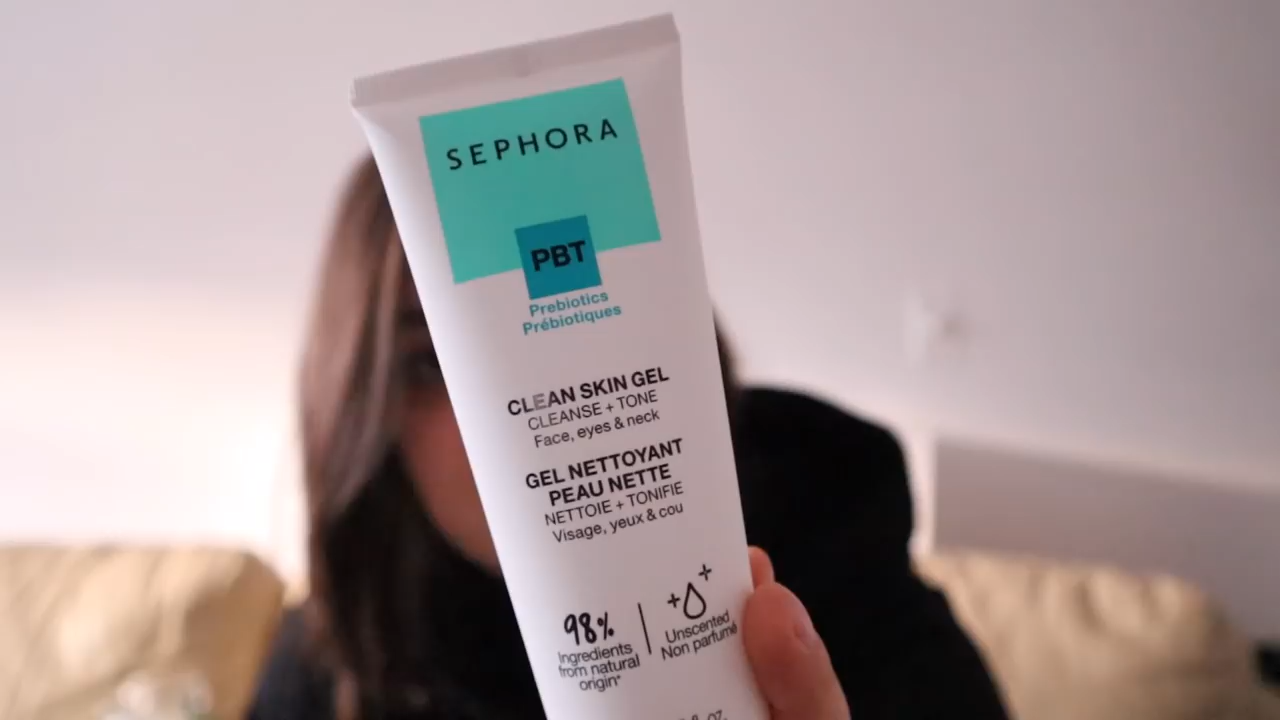 SEPHORA
PBT
Prebiotics
Prébiotiques
CLEAN SKIN GEL
CLEANSE + TONE
Face, eyes & neck
GEL NETTOYANT
PEAU NETTE
NETTOIE + TONIFIE
Visage, yeux & cou
98%
Ingredients
from natural
origin*
Unscented
Non parfumé